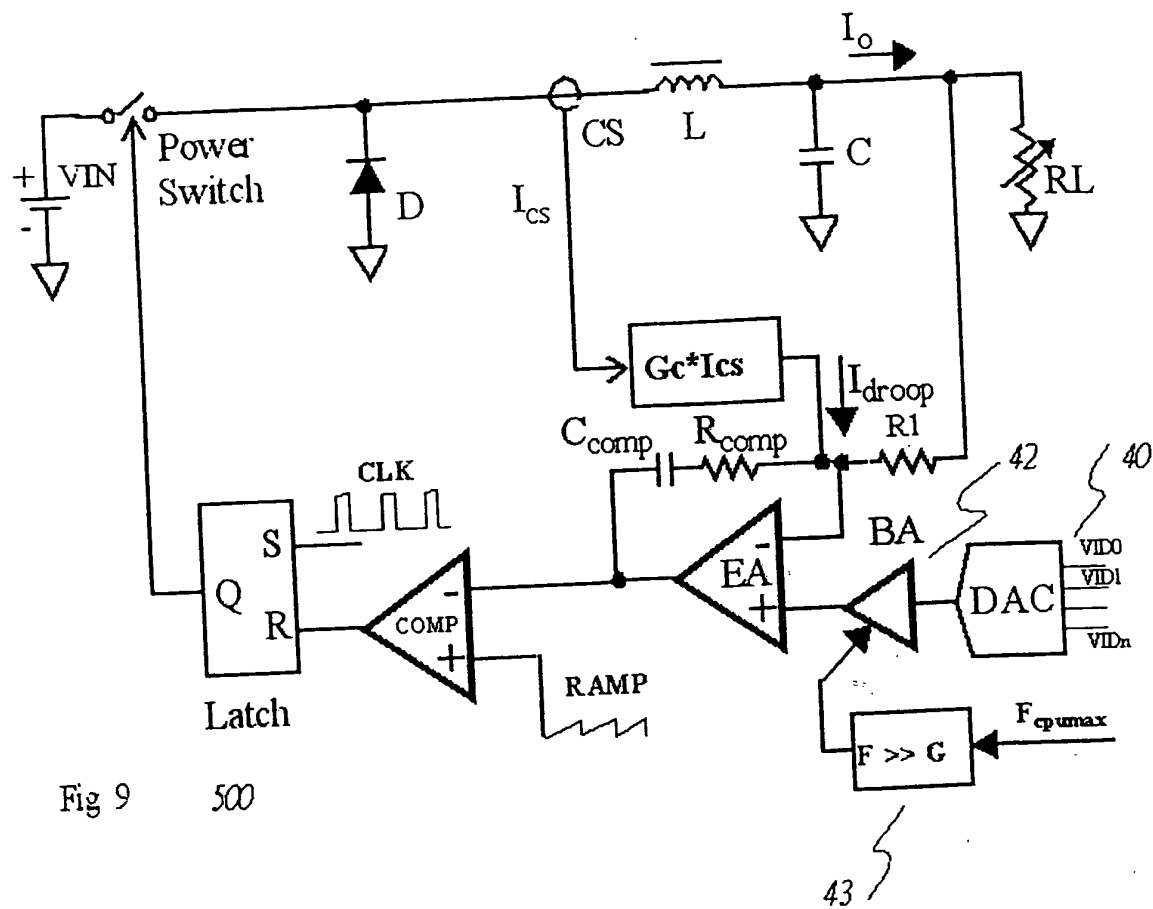 I_o
CS
L
C
RL
+
VIN
-
Power
Switch
D
I_CS
Gc*Ics
I_droop
C_comp
R_comp
R1
42
40
CLK
S
Q
R
Latch
-
COMP
+
RAMP
-
EA
+
BA
DAC
VID0
VID1
VIDn
F >> G
F_cpumax
43
Fig 9 500